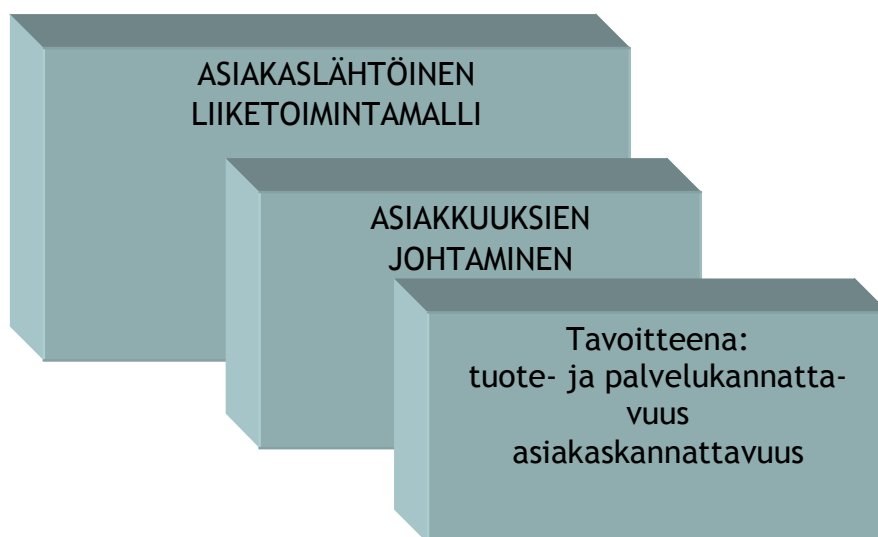 ASIAKASLÄHTÖINEN
LIIKETOIMINTAMALLI
ASIAKKUUKSIEN
JOHTAMINEN
Tavoitteena:
tuote- ja palvelukannatta-
vuus
asiakaskannattavuus